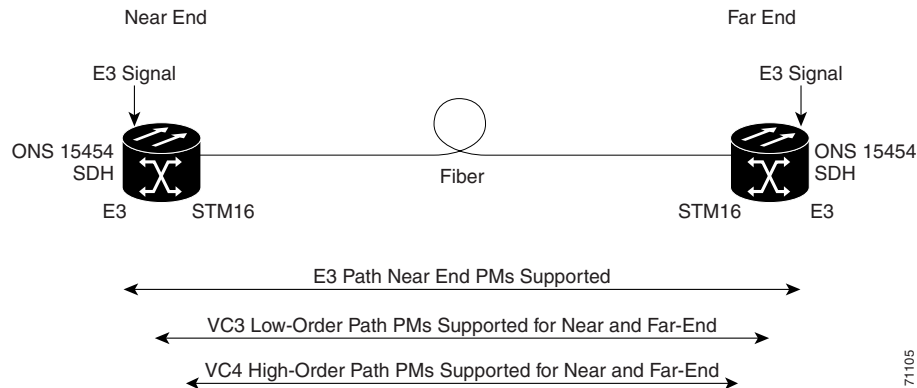 Near End
Far End
E3 Signal
E3 Signal
ONS 15454
SDH
ONS 15454
SDH
Fiber
E3
STM16
STM16
E3
E3 Path Near End PMs Supported
VC3 Low-Order Path PMs Supported for Near and Far-End
VC4 High-Order Path PMs Supported for Near and Far-End
71105